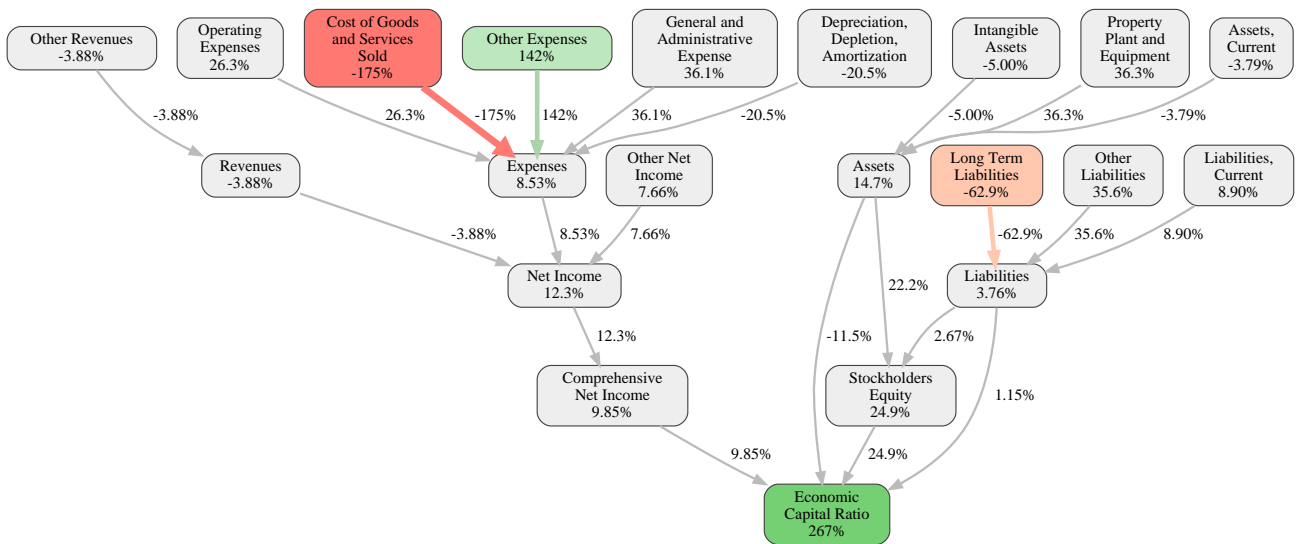 Other Revenues
-3.88%
Operating
Expenses
26.3%
Cost of Goods
and Services
Sold
-175%
Other Expenses
142%
General and
Administrative
Expense
36.1%
Depreciation,
Depletion,
Amortization
-20.5%
Intangible
Assets
-5.00%
Property
Plant and
Equipment
36.3%
Assets,
Current
-3.79%
-3.88%
26.3%
-175%
142%
36.1%
-20.5%
-5.00%
36.3%
-3.79%
Revenues
-3.88%
Expenses
8.53%
Other Net
Income
7.66%
Assets
14.7%
Long Term
Liabilities
-62.9%
Other
Liabilities
35.6%
Liabilities,
Current
8.90%
-3.88%
8.53%
7.66%
-62.9%
35.6%
8.90%
Net Income
12.3%
Liabilities
3.76%
22.2%
12.3%
-11.5%
2.67%
Comprehensive
Net Income
9.85%
Stockholders
Equity
24.9%
1.15%
9.85%
24.9%
Economic
Capital Ratio
267%